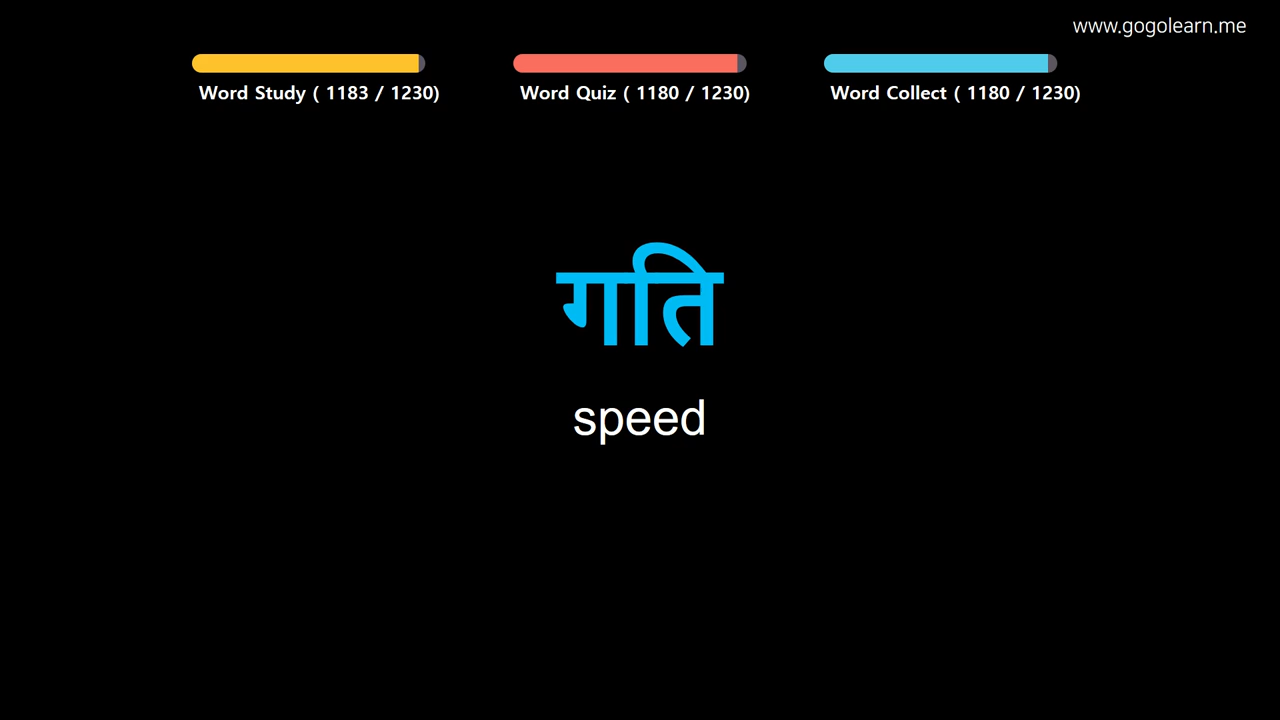 www.gogolearn.me
Word Study ( 1183 / 1230)
Word Quiz ( 1180 / 1230)
Word Collect ( 1180 / 1230)
गति
speed